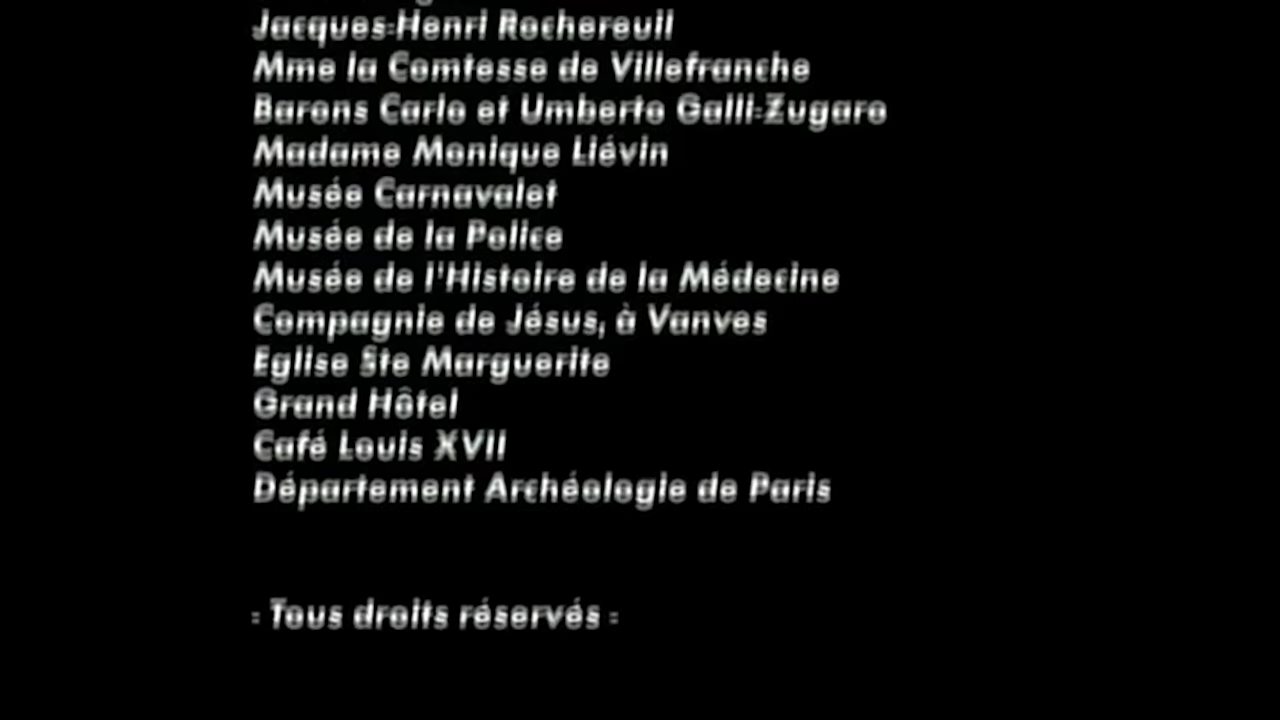 Jacques-Henri Rochereuil
Mme la Comtesse de Villefranche
Barons Carlo et Umberto Galli-Zugaro
Madame Monique Liévin
Musée Carnavalet
Musée de la Police
Musée de l'Histoire de la Médecine
Compagnie de Jésus, à Vanves
Eglise Ste Marguerite
Grand Hôtel
Café Louis XVII
Département Archéologie de Paris
- Tous droits réservés -